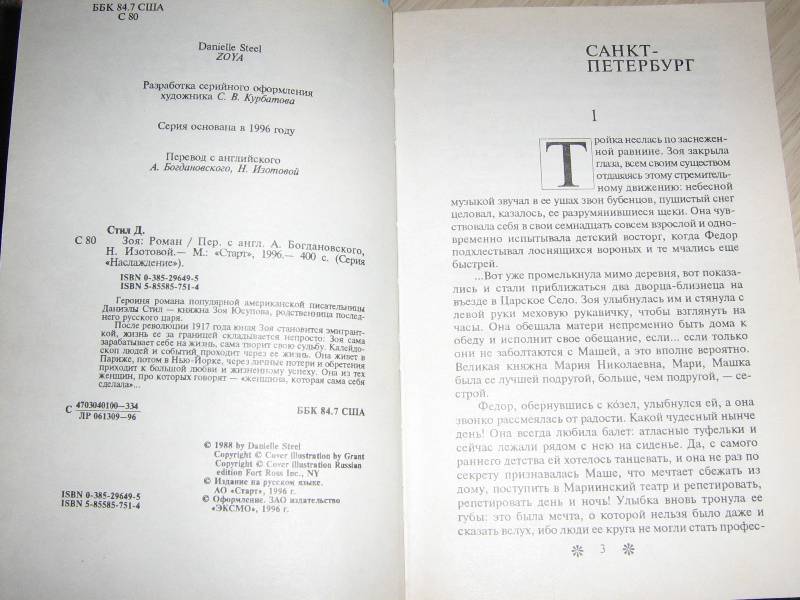 ББК 84.7 США
С 80
Danielle Steel
ZOYA
Разработка серийного оформления
художника С. В. Курбатова
Серия основана в 1996 году
Перевод с английского
А. Богдановского, Н. Изотовой
Стил Д.
С 80 Зоя: Роман / Пер. с англ. А. Богдановского,
Н. Изотовой.— М.: «Старт», 1996.— 400 с. (Серия
«Наслаждение»).
ISBN 0-385-29649-5
ISBN 5-85585-751-4
Героиня романа популярной американской писательницы
Даниэлы Стил — княжна Зоя Юсупова, родственница послед-
него русского царя.
После революции 1917 года юная Зоя становится эмигрант-
кой, жизнь ее за границей складывается непросто: Зоя сама
зарабатывает себе на жизнь, сама творит свою судьбу. Калейдо-
скоп людей и событий проходит через ее жизнь. Она живет в
Париже, потом в Нью-Йорке, через личные потери и обретения
приходит к большой любви и жизненному успеху. Она из тех
женщин, про которых говорят — «женщина, которая сама себя
сделала»...
С 4703040100—334
ЛР 061309—96
ББК 84.7 США
© 1988 by Danielle Steel
Copyright © Cover illustration by Grant
Copyright © Cover illustration Russian
edition Fort Ross Inc., NY
© Издание на русском языке.
АО «Старт», 1996 г.
© Оформление. ЗАО издательство
«ЭКСМО», 1996 г.
ISBN 0-385-29649-5
ISBN 5-85585-751-4
САНКТ-
ПЕТЕРБУРГ
1
Тройка неслась по заснежен-
ной равнине. Зоя закрыла
глаза, всем своим существом
отдаваясь этому стремитель-
ному движению: небесной
музыкой звучал в ее ушах звон бубенцов, пушистый снег
целовал, казалось, ее разрумянившиеся щеки. Она чув-
ствовала себя в свои семнадцать совсем взрослой и одно-
временно испытывала детский восторг, когда Федор
подхлестывал лоснящихся вороных и те мчались еще
быстрей.
...Вот уже промелькнула мимо деревня, вот показа-
лись и стали приближаться два дворца-близнеца на
въезде в Царское Село. Зоя улыбнулась им и стянула с
левой руки меховую рукавичку, чтобы взглянуть на
часы. Она обещала матери непременно быть дома к
обеду и исполнит свое обещание, если... если только
они не заболтаются с Машей, а это вполне вероятно.
Великая княжна Мария Николаевна, Мари, Машка
была ее лучшей подругой, больше, чем подругой, — се-
строй.
Федор, обернувшись с ко́зел, улыбнулся ей, а она
звонко рассмеялась от радости. Какой чудесный нынче
день! Она всегда любила балет: атласные туфельки и
сейчас лежали рядом с нею на сиденье. Да, с самого
раннего детства ей хотелось танцевать, и она не раз по
секрету признавалась Маше, что мечтает сбежать из
дому, поступить в Мариинский театр и репетировать,
репетировать день и ночь! Улыбка вновь тронула ее
губы: это была мечта, о которой нельзя было даже и
сказать вслух, ибо люди ее круга не могли стать профес-
3